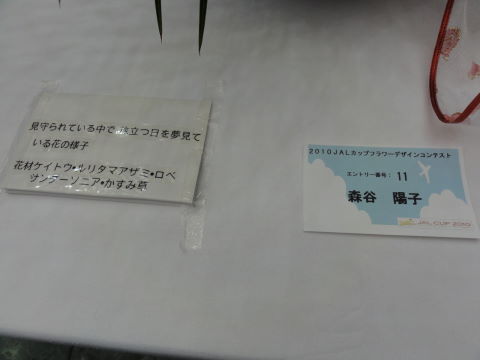 見守られている中で、旅立つ日を夢見て
いる花の様子
花材ケイトウ•ルリタマアザミ•ロベ
サンダーソニア•かすみ草
2010JALカップフラワーデザインコンテスト
エントリー番号: 11
森谷 陽子
JAL CUP 2010